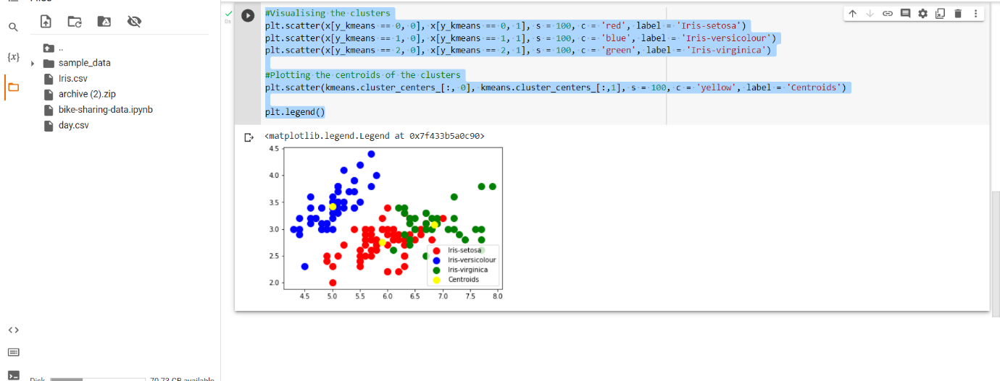 {x}
..
sample_data
Iris.csv
archive (2).zip
bike-sharing-data.ipynb
day.csv
<>
Disk
70.73 GB available
0s
#Visualising the clusters
plt.scatter(x[y_kmeans == 0, 0], x[y_kmeans == 0, 1], s = 100, c = 'red', label = 'Iris-setosa')
plt.scatter(x[y_kmeans == 1, 0], x[y_kmeans == 1, 1], s = 100, c = 'blue', label = 'Iris-versicolour')
plt.scatter(x[y_kmeans == 2, 0], x[y_kmeans == 2, 1], s = 100, c = 'green', label = 'Iris-virginica')
#Plotting the centroids of the clusters
plt.scatter(kmeans.cluster_centers_[:, 0], kmeans.cluster_centers_[:,1], s = 100, c = 'yellow', label = 'Centroids')
plt.legend()
<matplotlib.legend.Legend at 0x7f433b5a0c90>
4.5
4.0
3.5
3.0
2.5
2.0
Iris-setosa
Iris-versicolour
Iris-virginica
Centroids
4.5 5.0 5.5 6.0 6.5 7.0 7.5 8.0